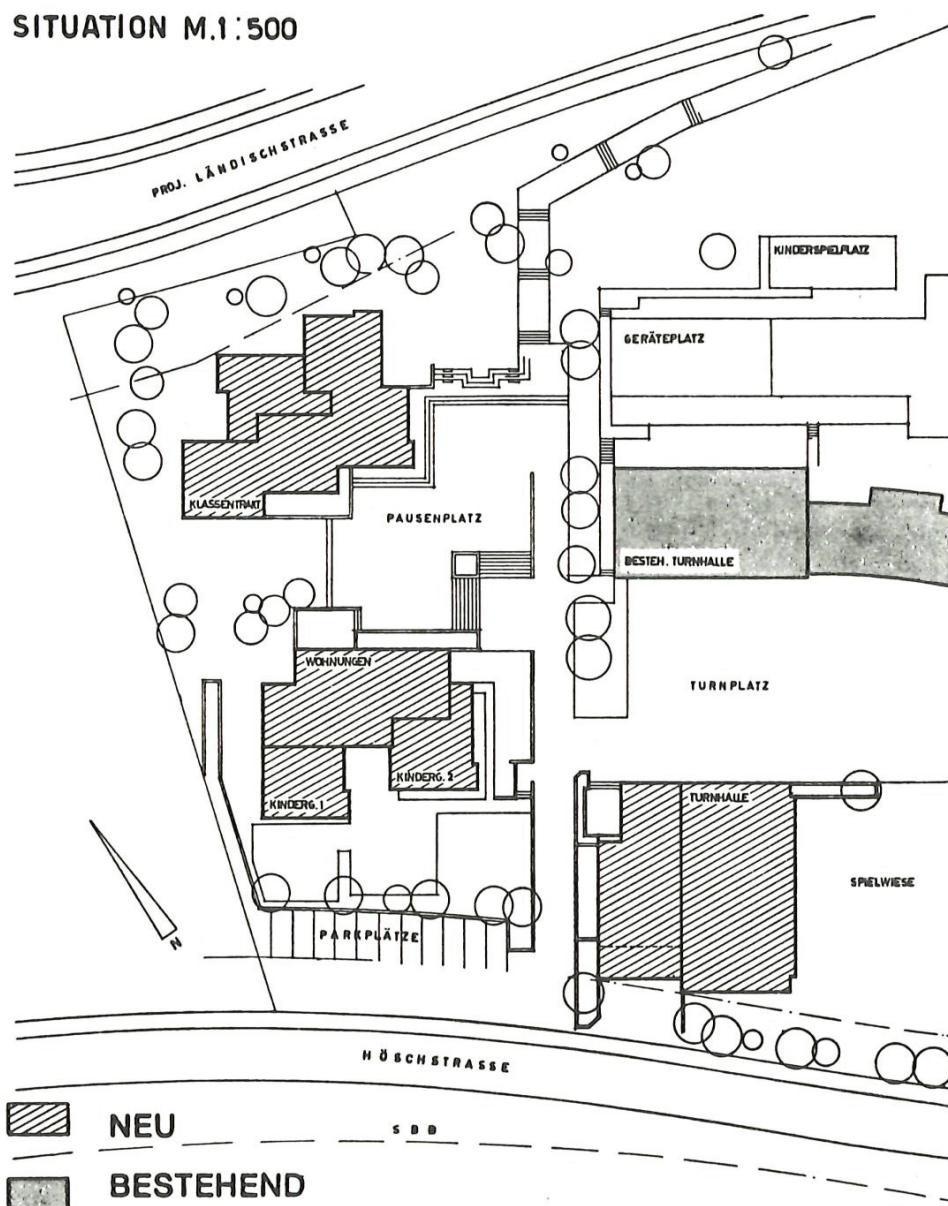 SITUATION M.1:500
PROJ. LÄNDISCHSTRASSE
KINDERSPIELPLATZ
GERÄTEPLATZ
KLASSENTRAKT
PAUSENPLATZ
BESTEH. TURNHALLE
WOHNUNGEN
TURNPLATZ
KINDERG. 2
KINDERG. 1
TURNHALLE
SPIELWIESE
PARKPLÄTZE
N
HÖSCHSTRASSE
NEU
SBB
BESTEHEND